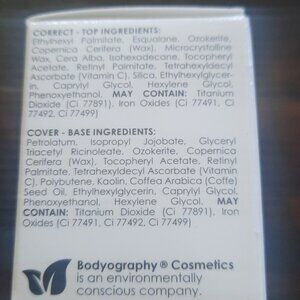 CORRECT - TOP INGREDIENTS:
Ethylhexyl Palmitate, Esqualane, Ozokerite,
Copernica Cerifera (Wax), Microcrystalline
Wax, Cera Alba, Isohexadecane, Tocopheryl
Acetate, Retinyl Palmitate, Tetrahexyldecyl
Ascorbate (Vitamin C), Silica, Ethylhexylglycer-
in, Caprylyl Glycol, Hexylene Glycol,
Phenoxyethanol, MAY CONTAIN: Titanium
Dioxide (Ci 77891), Iron Oxides (Ci 77491, Ci
77492, Ci 77499)
COVER - BASE INGREDIENTS:
Petrolatum, Isopropyl Jojobate, Glyceryl
Triacetyl Ricinoleate, Ozokerite, Copernica
Cerifera (Wax), Tocopheryl Acetate, Retinyl
Palmitate, Tetrahexyldecyl Ascorbate (Vitamin
C), Polybutene, Kaolin, Coffea Arabica (Coffe)
Seed Oil, Ethylhexylglycerin, Caprylyl Glycol,
Phenoxyethanol, Hexylene Glycol, MAY
CONTAIN: Titanium Dioxide (Ci 77891), Iron
Oxides (Ci 77491, Ci 77492, Ci 77499)
Bodyography ® Cosmetics
is an environmentally
conscious company.